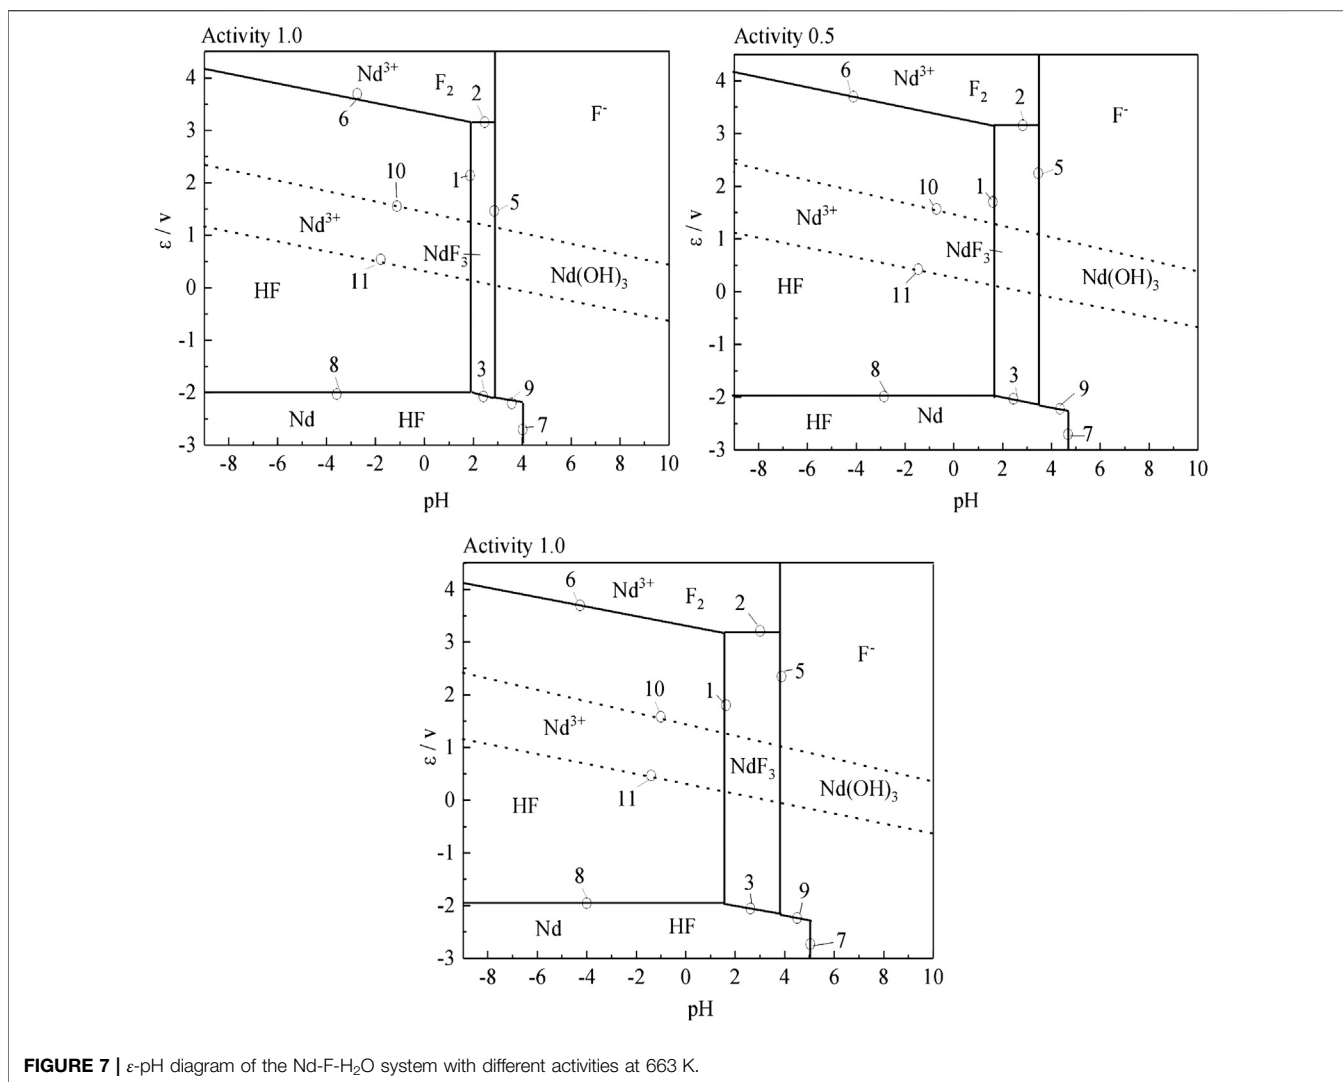 Activity 1.0
4
3
2
1
0
-1
-2
-3
ε / v
Nd³⁺
F₂
2
F⁻
6
10
1
5
Nd³⁺
NdF₃
11
Nd(OH)₃
HF
8
3
9
Nd
HF
7
-8 -6 -4 -2 0 2 4 6 8 10
pH
Activity 0.5
4
3
2
1
0
-1
-2
-3
ε / v
6
Nd³⁺
F₂
2
F⁻
5
10
1
Nd³⁺
NdF₃
Nd(OH)₃
HF
11
8
3
9
HF
Nd
7
-8 -6 -4 -2 0 2 4 6 8 10
pH
Activity 1.0
4
3
2
1
0
-1
-2
-3
ε / v
6
Nd³⁺
F₂
2
F⁻
5
10
1
Nd³⁺
NdF₃
Nd(OH)₃
HF
11
8
3
9
Nd
HF
7
-8 -6 -4 -2 0 2 4 6 8 10
pH
FIGURE 7 | ε-pH diagram of the Nd-F-H₂O system with different activities at 663 K.